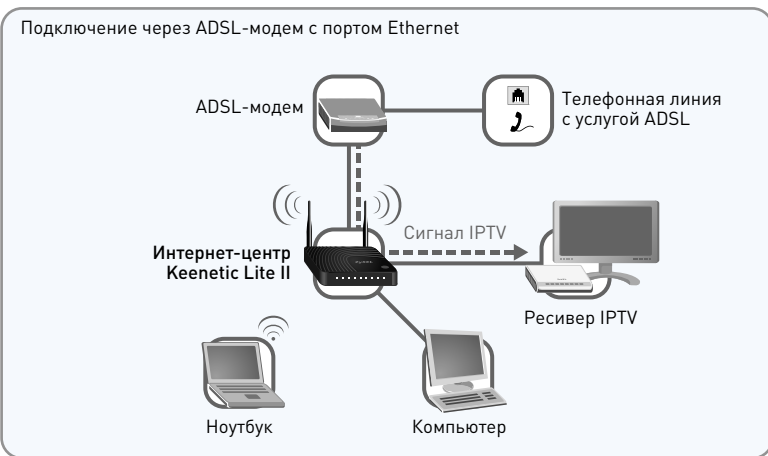 Подключение через ADSL-модем с портом Ethernet
ADSL-модем
Телефонная линия
с услугой ADSL
Сигнал IPTV
Интернет-центр
Keenetic Lite II
ZyXEL
Ресивер IPTV
Ноутбук
Компьютер